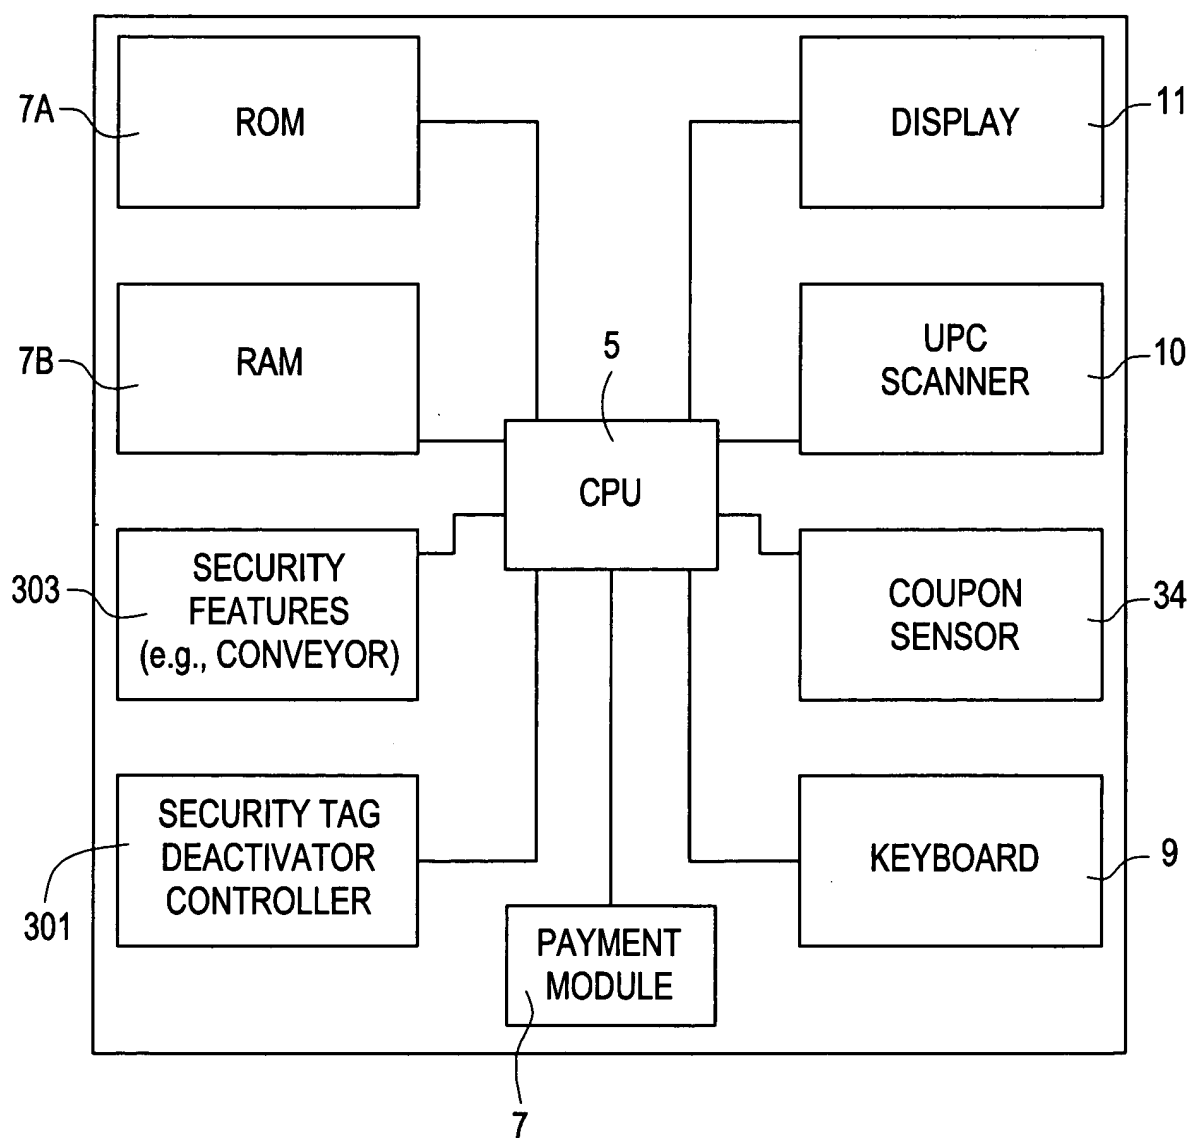 7A
ROM
DISPLAY
11
7B
RAM
5
UPC
SCANNER
10
CPU
303
SECURITY
FEATURES
(e.g., CONVEYOR)
COUPON
SENSOR
34
301
SECURITY TAG
DEACTIVATOR
CONTROLLER
PAYMENT
MODULE
7
KEYBOARD
9